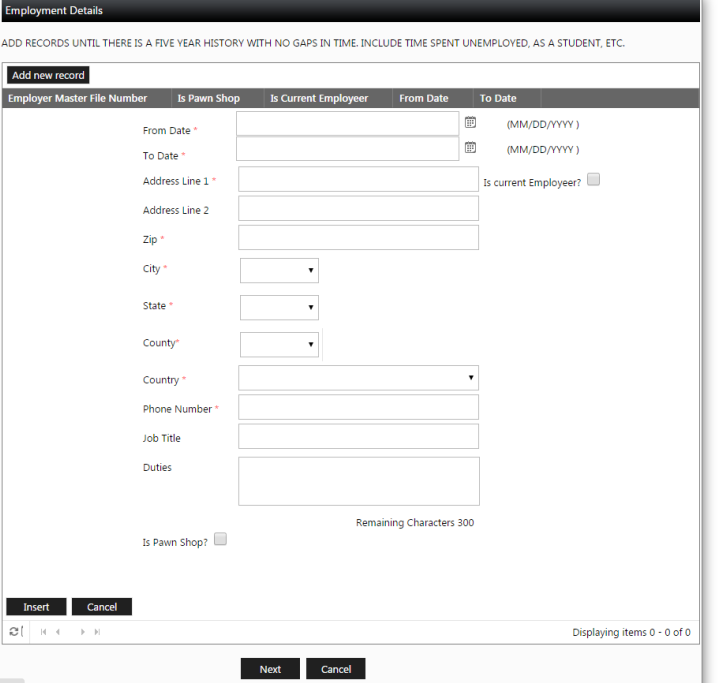 Employment Details
ADD RECORDS UNTIL THERE IS A FIVE YEAR HISTORY WITH NO GAPS IN TIME. INCLUDE TIME SPENT UNEMPLOYED, AS A STUDENT, ETC.
Add new record
Employer Master File Number Is Pawn Shop Is Current Employeer From Date To Date
From Date * (MM/DD/YYYY )
To Date * (MM/DD/YYYY )
Address Line 1 * Is current Employeer?
Address Line 2
Zip *
City *
State *
County*
Country *
Phone Number *
Job Title
Duties
Remaining Characters 300
Is Pawn Shop?
Insert Cancel
Displaying items 0 - 0 of 0
Next Cancel